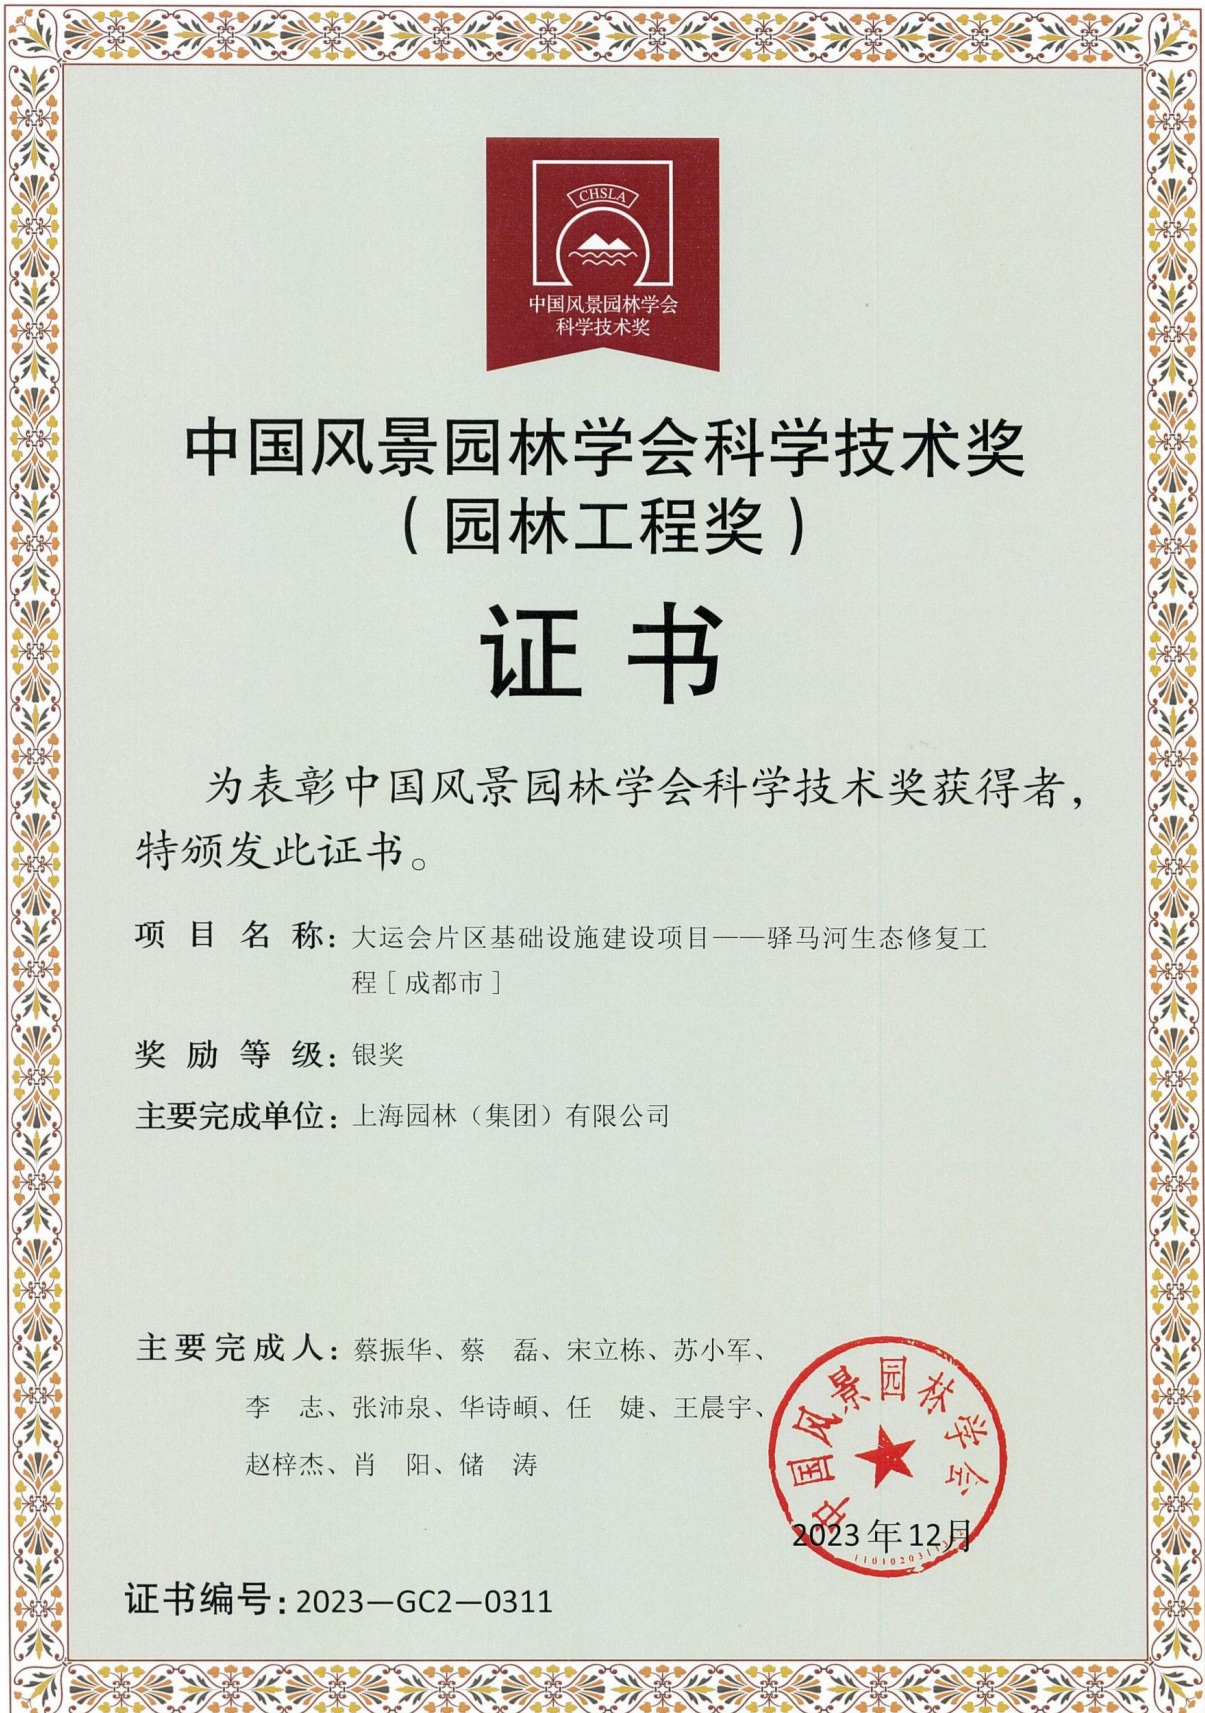 CHSLA
中国风景园林学会
科学技术奖
中国风景园林学会科学技术奖
（园林工程奖）
证书
为表彰中国风景园林学会科学技术奖获得者，
特颁发此证书。
项目名称：大运会片区基础设施建设项目——驿马河生态修复工
程［成都市］
奖励等级：银奖
主要完成单位：上海园林（集团）有限公司
主要完成人：蔡振华、蔡　磊、宋立栋、苏小军、
李　志、张沛泉、华诗頔、任　婕、王晨宇、
赵梓杰、肖　阳、储　涛
中国风景园林学会
2023年12月
证书编号：2023—GC2—0311